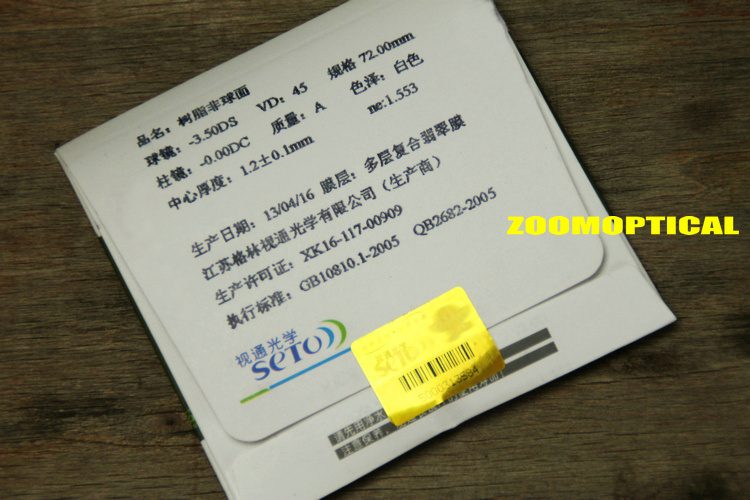 品名：树脂非球面 VD：45 规格 72.00mm
球镜：-3.50DS 质量：A 色泽：白色
柱镜：-0.00DC ne:1.553
中心厚度：1.2±0.1mm
生产日期：13/04/16 膜层：多层复合翡翠膜
江苏格林视通光学有限公司（生产商）
生产许可证：XK16-117-00909
执行标准：GB10810.1-2005 QB2682-2005
ZOOMOPTICAL
视通光学
SETO